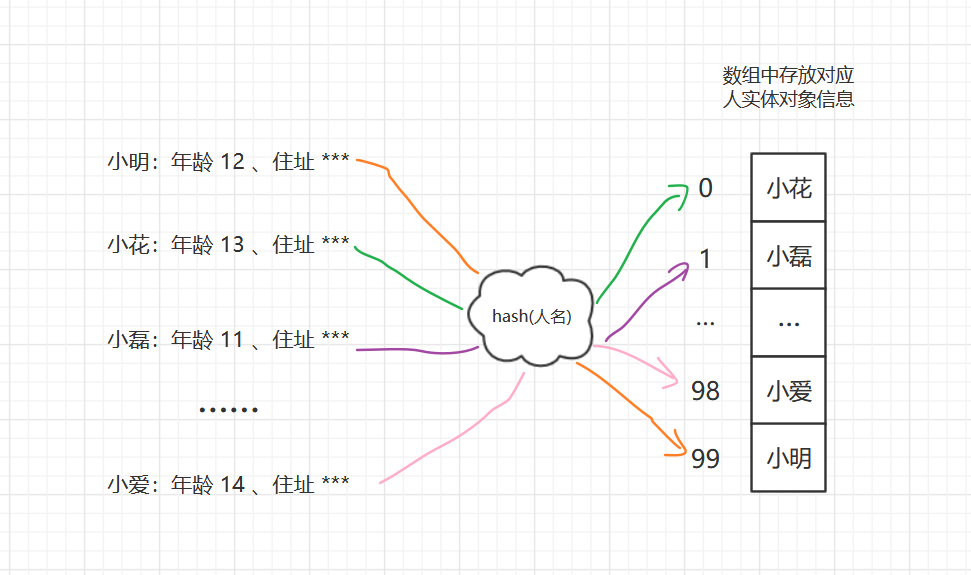 数组中存放对应
人实体对象信息
小明：年龄 12 、住址 ***
小花：年龄 13 、住址 ***
小磊：年龄 11 、住址 ***
······
小爱：年龄 14 、住址 ***
hash(人名)
0 小花
1 小磊
... ...
98 小爱
99 小明